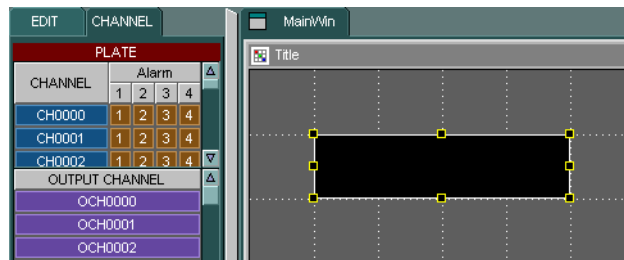 EDIT CHANNEL
PLATE
CHANNEL Alarm
1 2 3 4
CH0000 1 2 3 4
CH0001 1 2 3 4
CH0002 1 2 3 4
OUTPUT CHANNEL
OCH0000
OCH0001
OCH0002
MainWin
Title